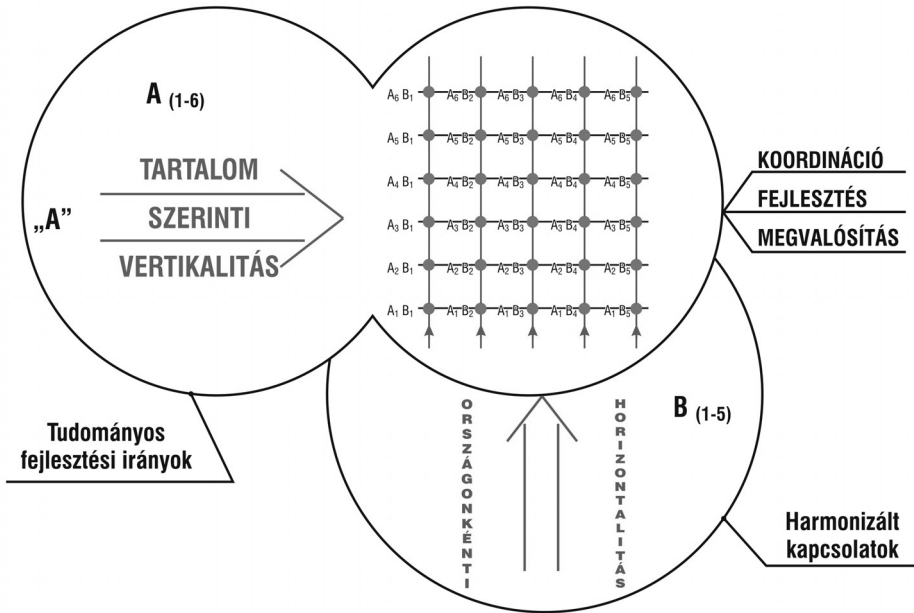 A (1-6)
„A”
TARTALOM
SZERINTI
VERTIKALITÁS
A6 B1 A6 B2 A6 B3 A6 B4 A6 B5
A5 B1 A5 B2 A5 B3 A5 B4 A5 B5
A4 B1 A4 B2 A4 B3 A4 B4 A4 B5
A3 B1 A3 B2 A3 B3 A3 B4 A3 B5
A2 B1 A2 B2 A2 B3 A2 B4 A2 B5
A1 B1 A1 B2 A1 B3 A1 B4 A1 B5
KOORDINÁCIÓ
FEJLESZTÉS
MEGVALÓSÍTÁS
Tudományos
fejlesztési irányok
ORSZÁGONKÉNTI
HORIZONTALITÁS
B (1-5)
Harmonizált
kapcsolatok